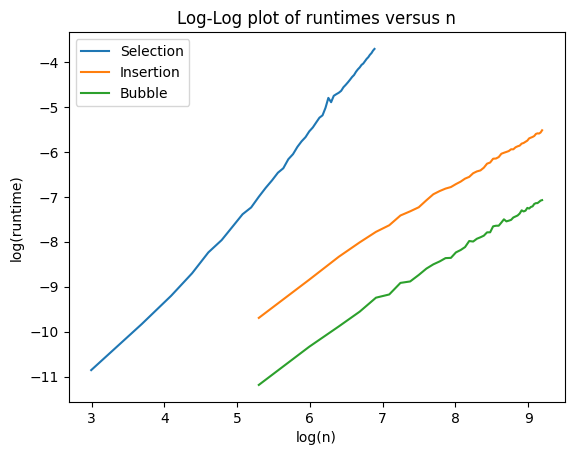 Log-Log plot of runtimes versus n
Selection
Insertion
Bubble
−4
−5
−6
−7
−8
−9
−10
−11
log(runtime)
3 4 5 6 7 8 9
log(n)